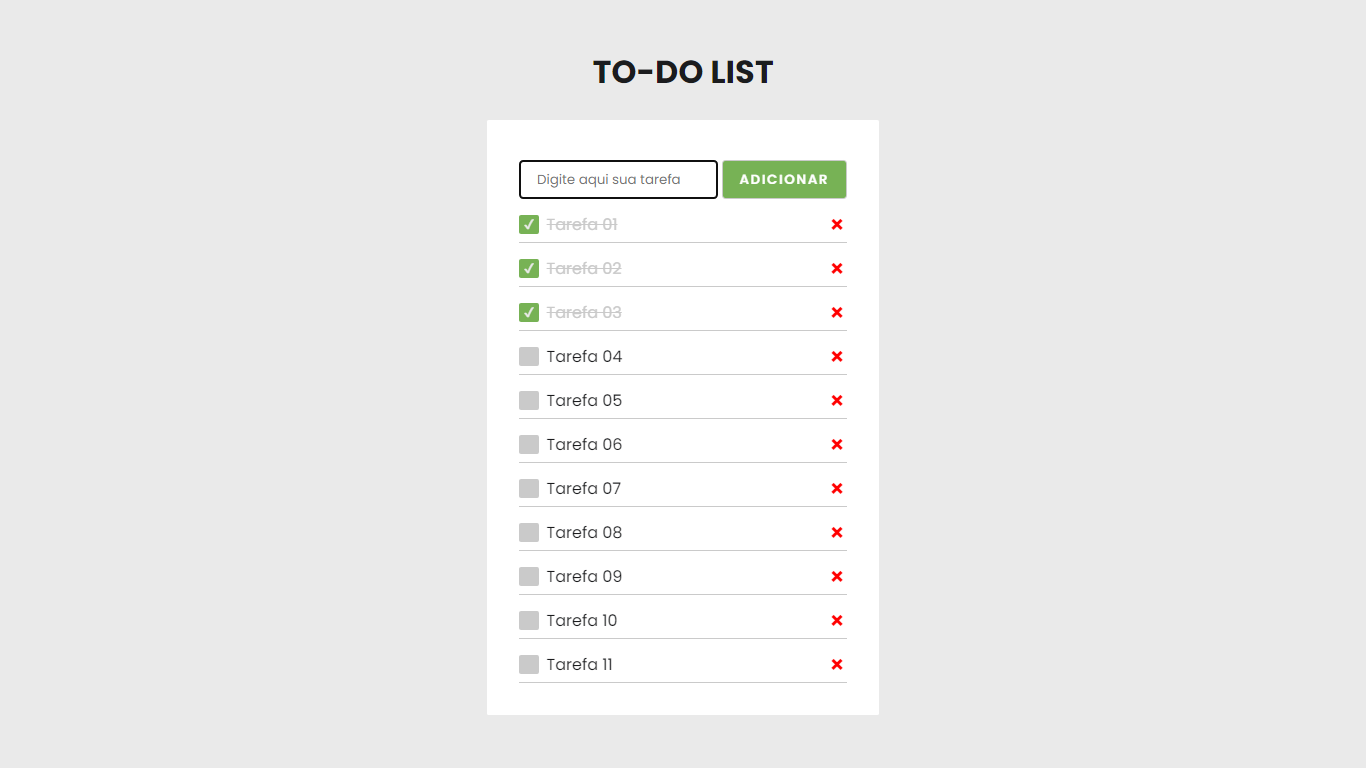 TO-DO LIST
Digite aqui sua tarefa ADICIONAR
Tarefa 01
Tarefa 02
Tarefa 03
Tarefa 04
Tarefa 05
Tarefa 06
Tarefa 07
Tarefa 08
Tarefa 09
Tarefa 10
Tarefa 11